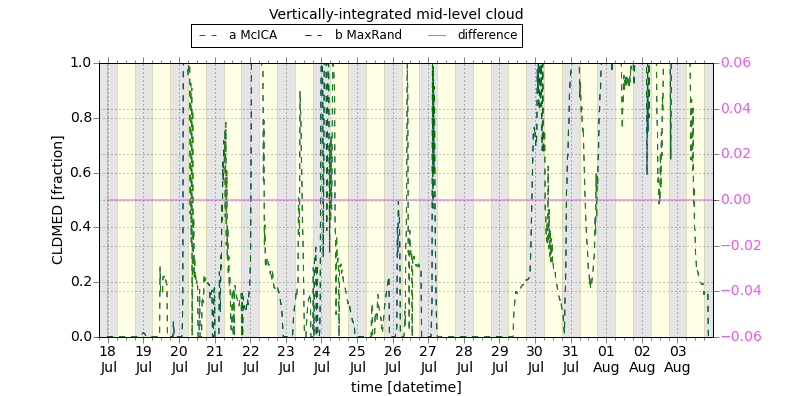 Vertically-integrated mid-level cloud
a McICA b MaxRand difference
CLDMED [fraction]
1.0
0.8
0.6
0.4
0.2
0.0
0.06
0.04
0.02
0.00
−0.02
−0.04
−0.06
18 19 20 21 22 23 24 25 26 27 28 29 30 31 01 02 03
Jul Jul Jul Jul Jul Jul Jul Jul Jul Jul Jul Jul Jul Jul Aug Aug Aug
time [datetime]